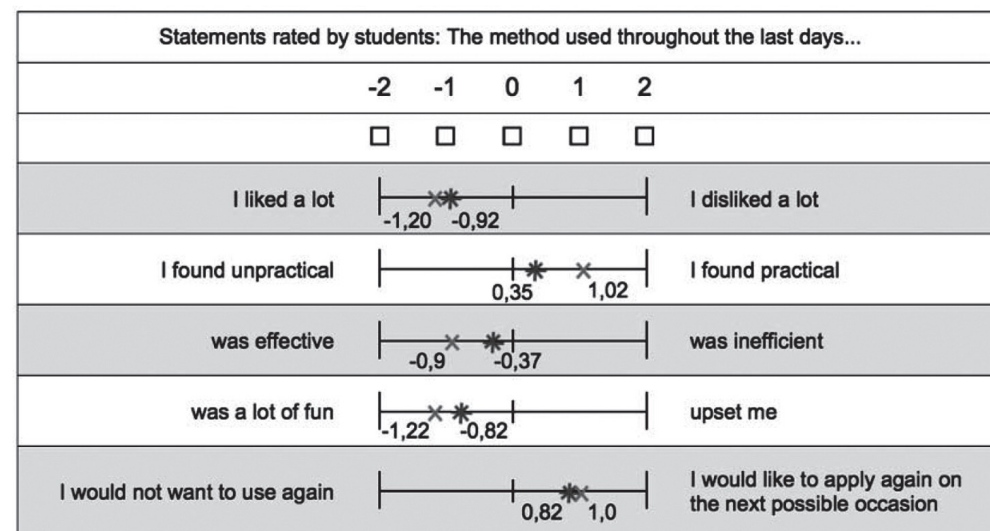 Statements rated by students: The method used throughout the last days...
-2 -1 0 1 2
I liked a lot I disliked a lot
-1,20 -0,92
I found unpractical I found practical
0,35 1,02
was effective was inefficient
-0,9 -0,37
was a lot of fun upset me
-1,22 -0,82
I would not want to use again I would like to apply again on
the next possible occasion
0,82 1,0